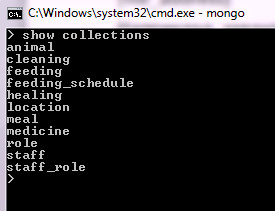 C:\Windows\system32\cmd.exe - mongo
> show collections
animal
cleaning
feeding
feeding_schedule
healing
location
meal
medicine
role
staff
staff_role
>